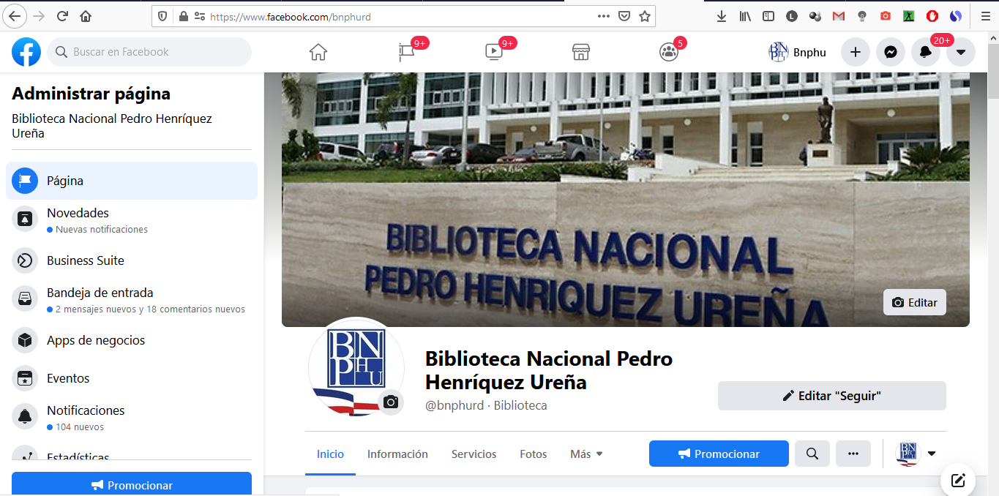 https://www.facebook.com/bnphurd
Buscar en Facebook
9+
9+
5
Bnphu
20+
Administrar página
Biblioteca Nacional Pedro Henríquez
Ureña
Página
Novedades
Nuevas notificaciones
Business Suite
Bandeja de entrada
2 mensajes nuevos y 18 comentarios nuevos
Apps de negocios
Eventos
Notificaciones
104 nuevos
Estadísticas
Promocionar
BIBLIOTECA NACIONAL
PEDRO HENRIQUEZ UREÑA
Editar
BNPHU
Biblioteca Nacional Pedro
Henríquez Ureña
@bnphurd · Biblioteca
Editar "Seguir"
Inicio
Información
Servicios
Fotos
Más
Promocionar